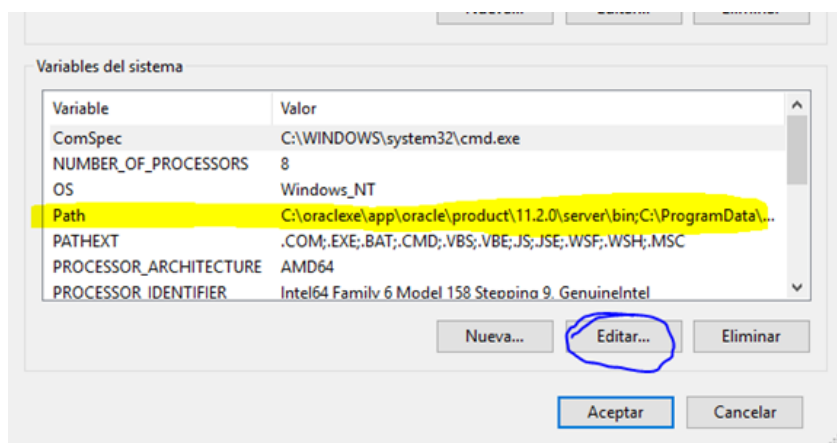 Variables del sistema
Variable Valor
ComSpec C:\WINDOWS\system32\cmd.exe
NUMBER_OF_PROCESSORS 8
OS Windows_NT
Path C:\oraclexe\app\oracle\product\11.2.0\server\bin;C:\ProgramData\...
PATHEXT .COM;.EXE;.BAT;.CMD;.VBS;.VBE;.JS;.JSE;.WSF;.WSH;.MSC
PROCESSOR_ARCHITECTURE AMD64
PROCESSOR IDENTIFIER Intel64 Family 6 Model 158 Stepping 9, GenuineIntel
Nueva... Editar... Eliminar
Aceptar Cancelar